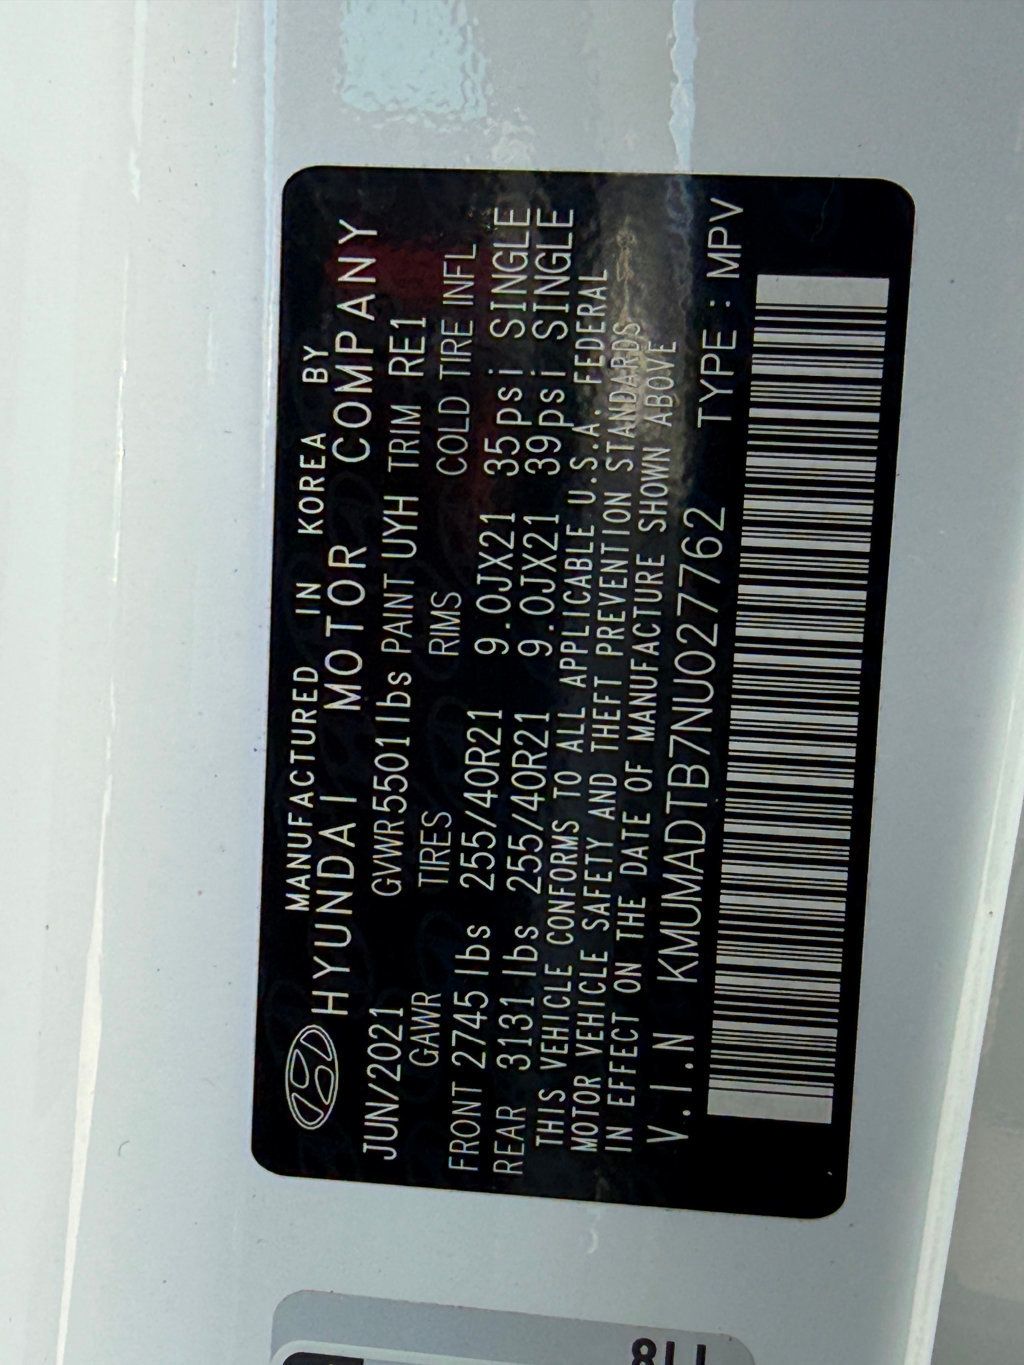 MANUFACTURED IN KOREA BY
HYUNDAI MOTOR COMPANY
JUN/2021 GVWR 5501 lbs PAINT UYH TRIM RE1
GAWR TIRES RIMS COLD TIRE INFL
FRONT 2745 lbs 255/40R21 9.0JX21 35psi SINGLE
REAR 3131 lbs 255/40R21 9.0JX21 39psi SINGLE
THIS VEHICLE CONFORMS TO ALL APPLICABLE U.S.A. FEDERAL
MOTOR VEHICLE SAFETY AND THEFT PREVENTION STANDARDS
IN EFFECT ON THE DATE OF MANUFACTURE SHOWN ABOVE
V.I.N KMUMADTB7NU027762 TYPE : MPV